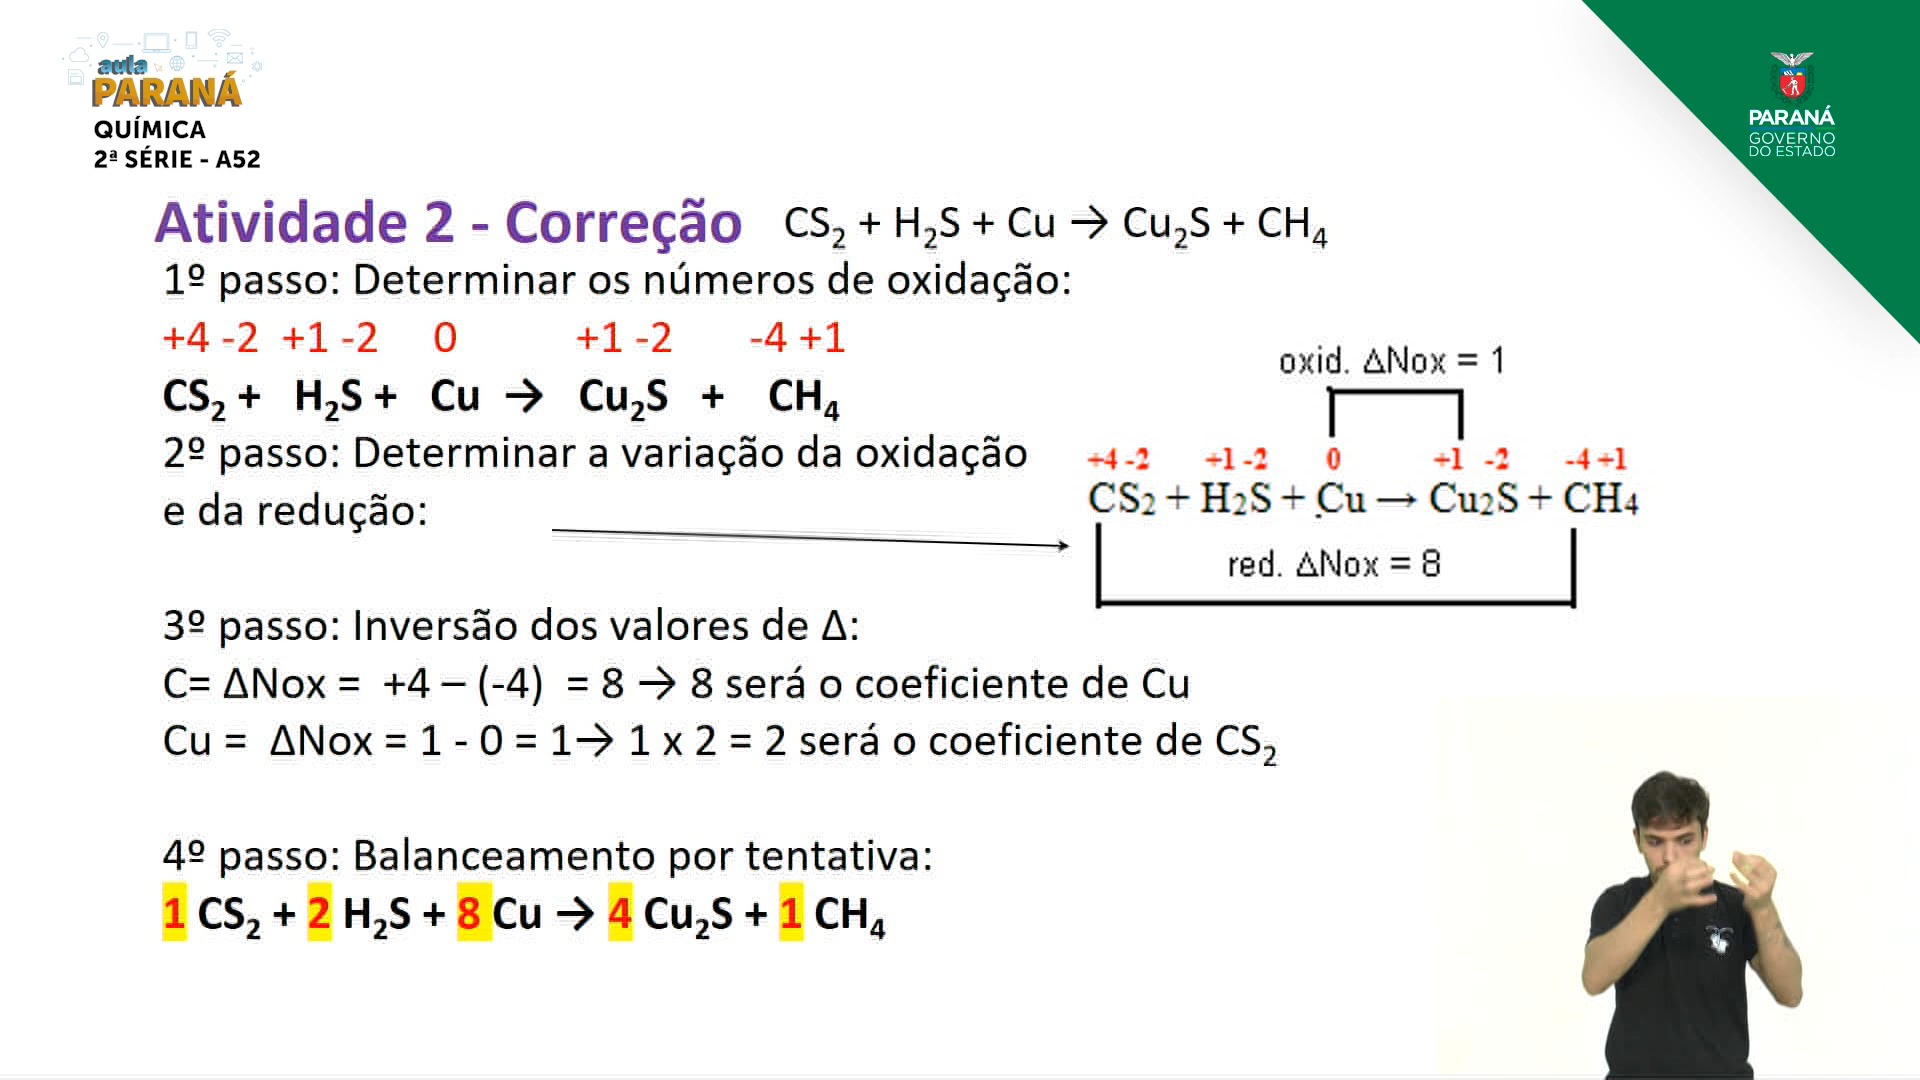 aula
PARANÁ
QUÍMICA
2ª SÉRIE - A52
PARANÁ
GOVERNO
DO ESTADO
Atividade 2 - Correção CS₂ + H₂S + Cu → Cu₂S + CH₄
1º passo: Determinar os números de oxidação:
+4 -2 +1 -2 0 +1 -2 -4 +1
CS₂ + H₂S + Cu → Cu₂S + CH₄
2º passo: Determinar a variação da oxidação
e da redução:
oxid. ΔNox = 1
+4 -2 +1 -2 0 +1 -2 -4 +1
CS₂ + H₂S + Cu → Cu₂S + CH₄
red. ΔNox = 8
3º passo: Inversão dos valores de Δ:
C= ΔNox = +4 – (-4) = 8 → 8 será o coeficiente de Cu
Cu = ΔNox = 1 - 0 = 1→ 1 x 2 = 2 será o coeficiente de CS₂
4º passo: Balanceamento por tentativa:
1 CS₂ + 2 H₂S + 8 Cu → 4 Cu₂S + 1 CH₄